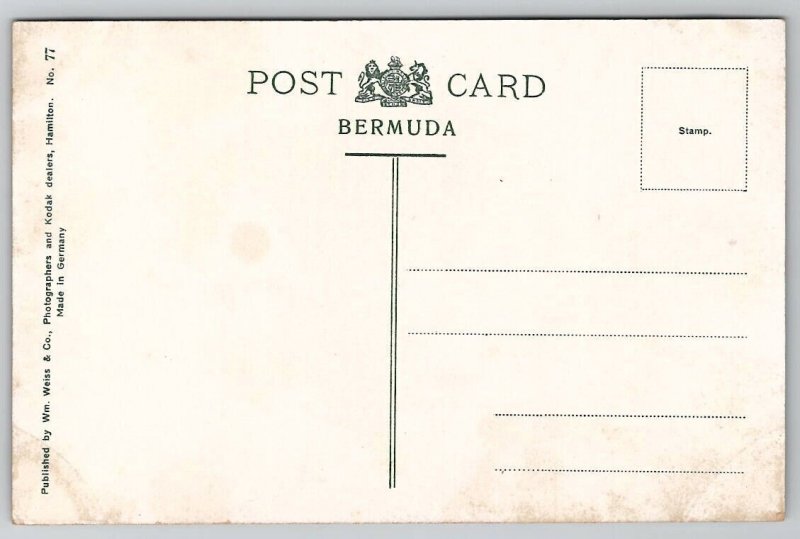 POST CARD
BERMUDA
Stamp.
Published by Wm. Weiss & Co., Photographers and Kodak dealers, Hamilton. No. 77
Made in Germany